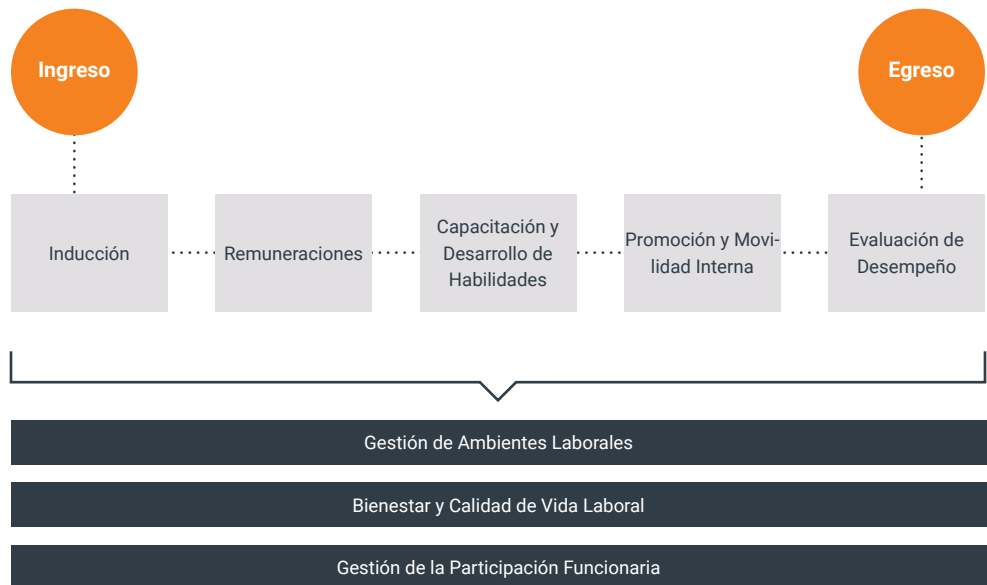 Ingreso
Egreso
Inducción
Remuneraciones
Capacitación y
Desarrollo de
Habilidades
Promoción y Movi-
lidad Interna
Evaluación de
Desempeño
Gestión de Ambientes Laborales
Bienestar y Calidad de Vida Laboral
Gestión de la Participación Funcionaria